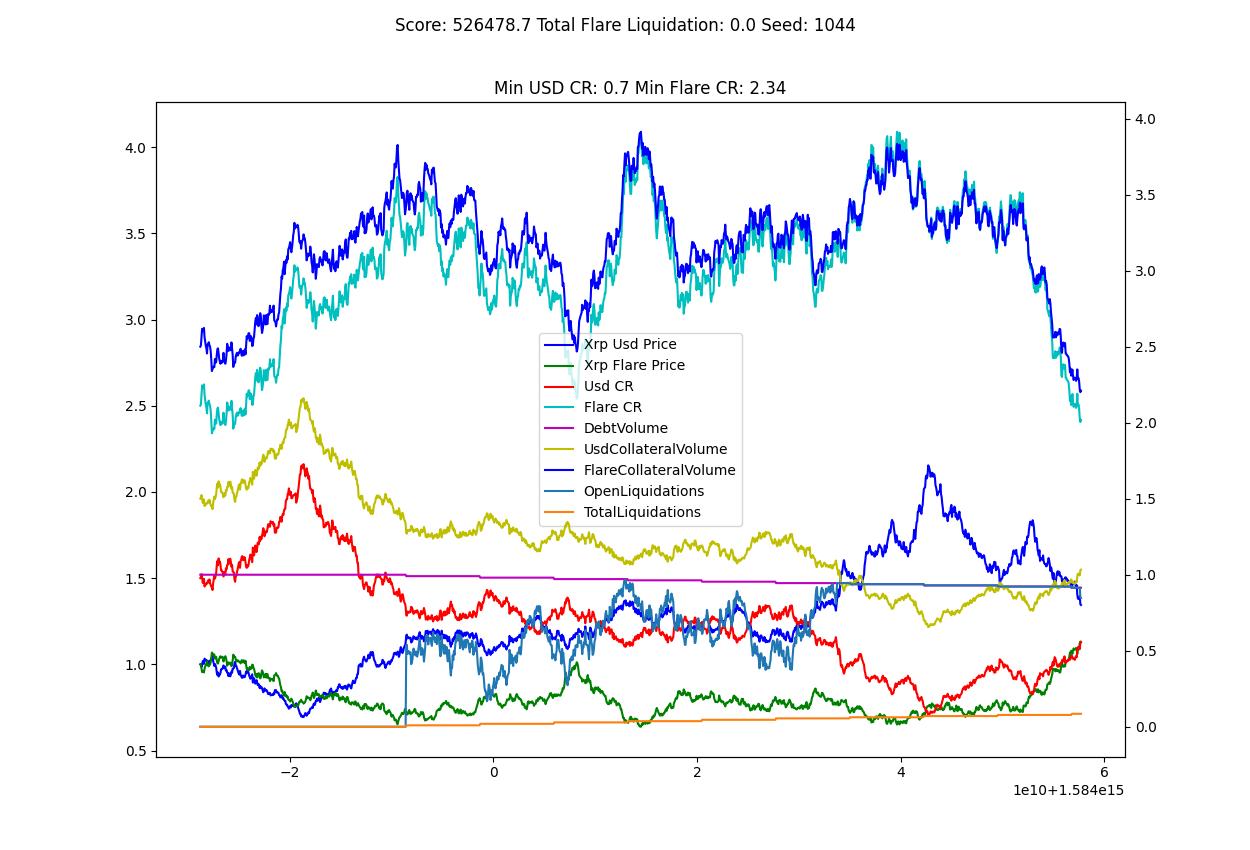 Score: 526478.7 Total Flare Liquidation: 0.0 Seed: 1044
Min USD CR: 0.7 Min Flare CR: 2.34
4.0
3.5
3.0
2.5
2.0
1.5
1.0
0.5
Xrp Usd Price
Xrp Flare Price
Usd CR
Flare CR
DebtVolume
UsdCollateralVolume
FlareCollateralVolume
OpenLiquidations
TotalLiquidations
4.0
3.5
3.0
2.5
2.0
1.5
1.0
0.5
0.0
−2 0 2 4 6
1e10+1.584e15